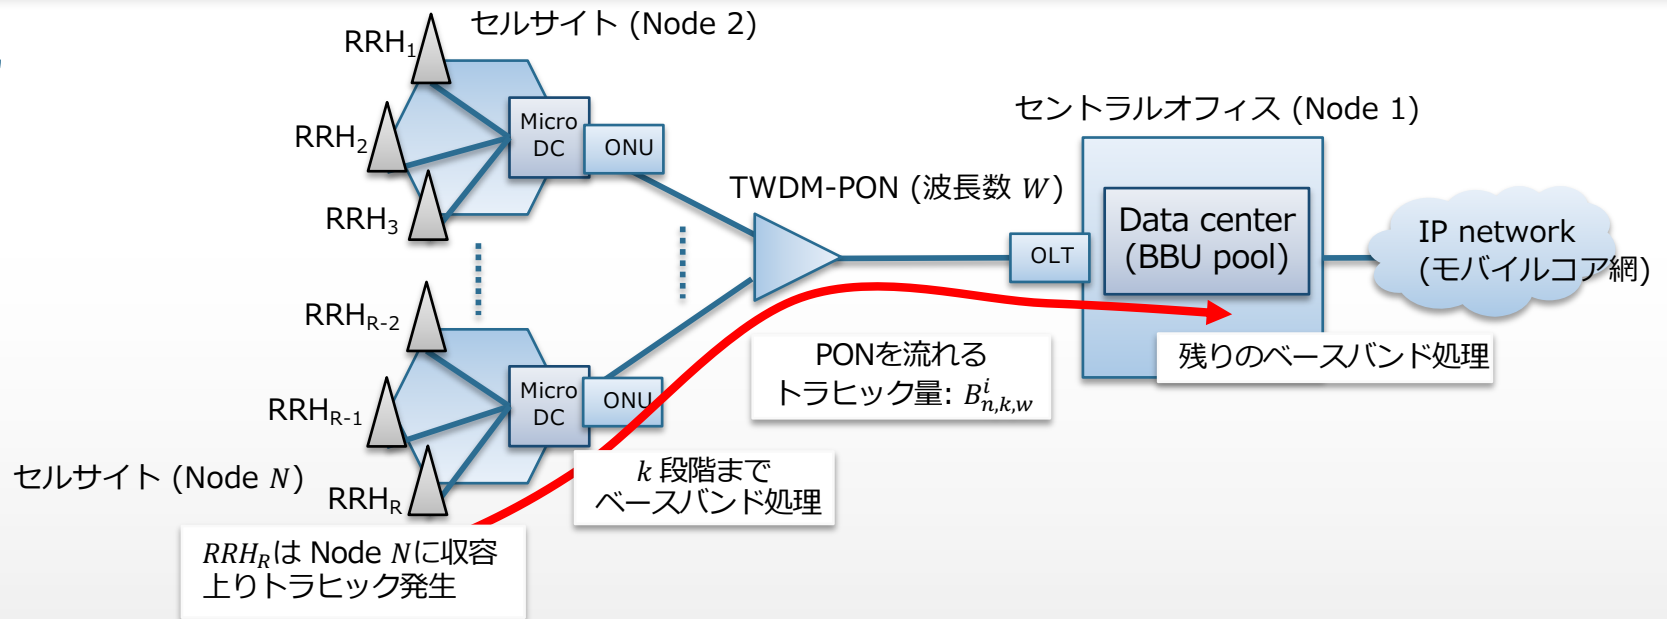 セルサイト (Node 2)
RRH1
RRH2
RRH3
Micro
DC
ONU
TWDM-PON (波長数 W)
セントラルオフィス (Node 1)
OLT
Data center
(BBU pool)
IP network
(モバイルコア網)
RRHR-2
RRHR-1
RRHR
Micro
DC
ONU
セルサイト (Node N)
PONを流れる
トラヒック量: B^i_{n,k,w}
残りのベースバンド処理
k 段階まで
ベースバンド処理
RRHRは Node Nに収容
上りトラヒック発生